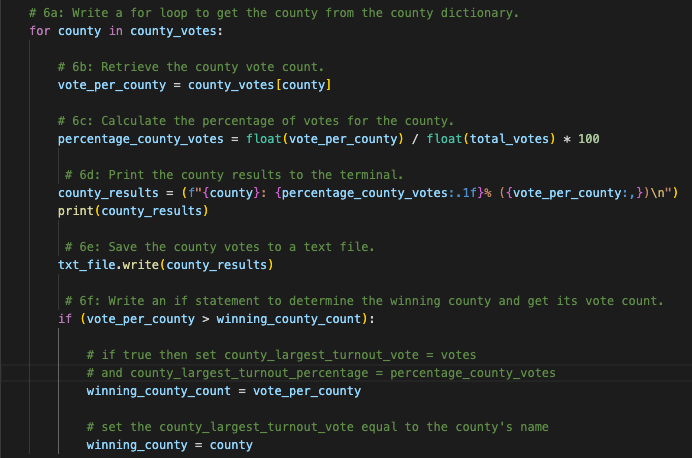 # 6a: Write a for loop to get the county from the county dictionary.
for county in county_votes:
# 6b: Retrieve the county vote count.
vote_per_county = county_votes[county]
# 6c: Calculate the percentage of votes for the county.
percentage_county_votes = float(vote_per_county) / float(total_votes) * 100
# 6d: Print the county results to the terminal.
county_results = (f"{county}: {percentage_county_votes:.1f}% ({vote_per_county:,})\n")
print(county_results)
# 6e: Save the county votes to a text file.
txt_file.write(county_results)
# 6f: Write an if statement to determine the winning county and get its vote count.
if (vote_per_county > winning_county_count):
# if true then set county_largest_turnout_vote = votes
# and county_largest_turnout_percentage = percentage_county_votes
winning_county_count = vote_per_county
# set the county_largest_turnout_vote equal to the county's name
winning_county = county